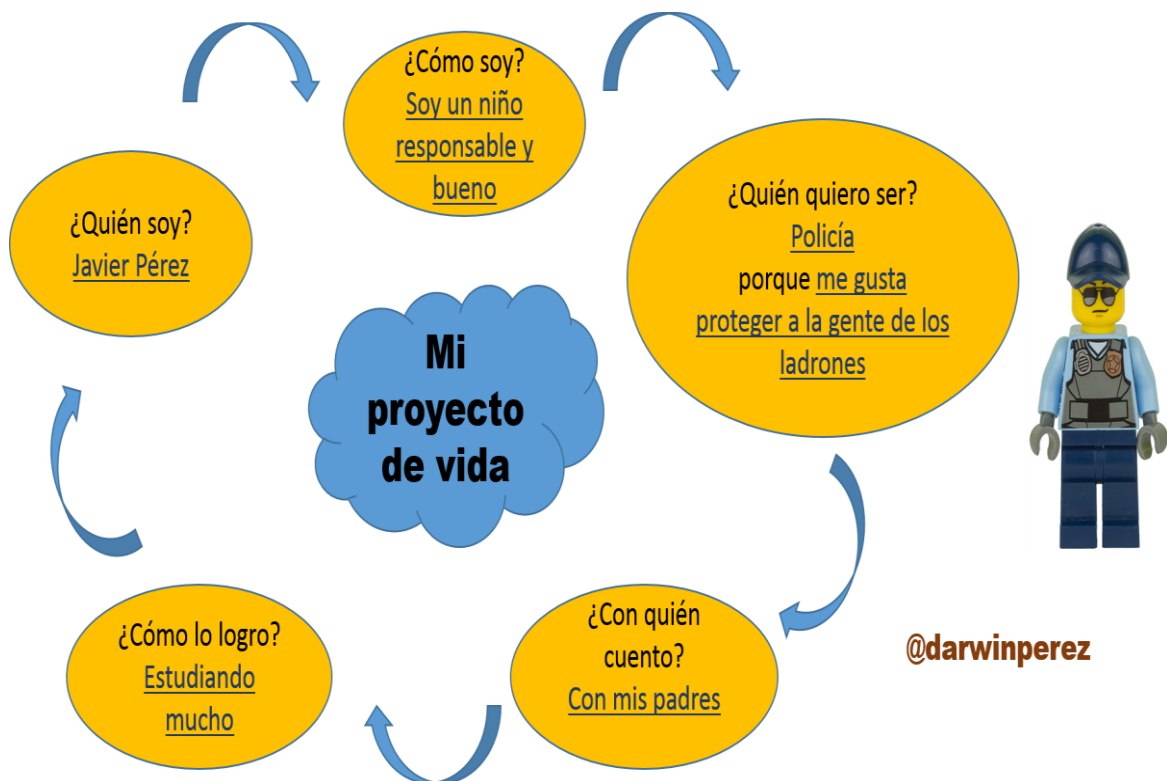 ¿Quién soy?
Javier Pérez
¿Cómo soy?
Soy un niño
responsable y
bueno
¿Quién quiero ser?
Policía
porque me gusta
proteger a la gente de los
ladrones
¿Con quién
cuento?
Con mis padres
¿Cómo lo logro?
Estudiando
mucho
Mi
proyecto
de vida
@darwinperez